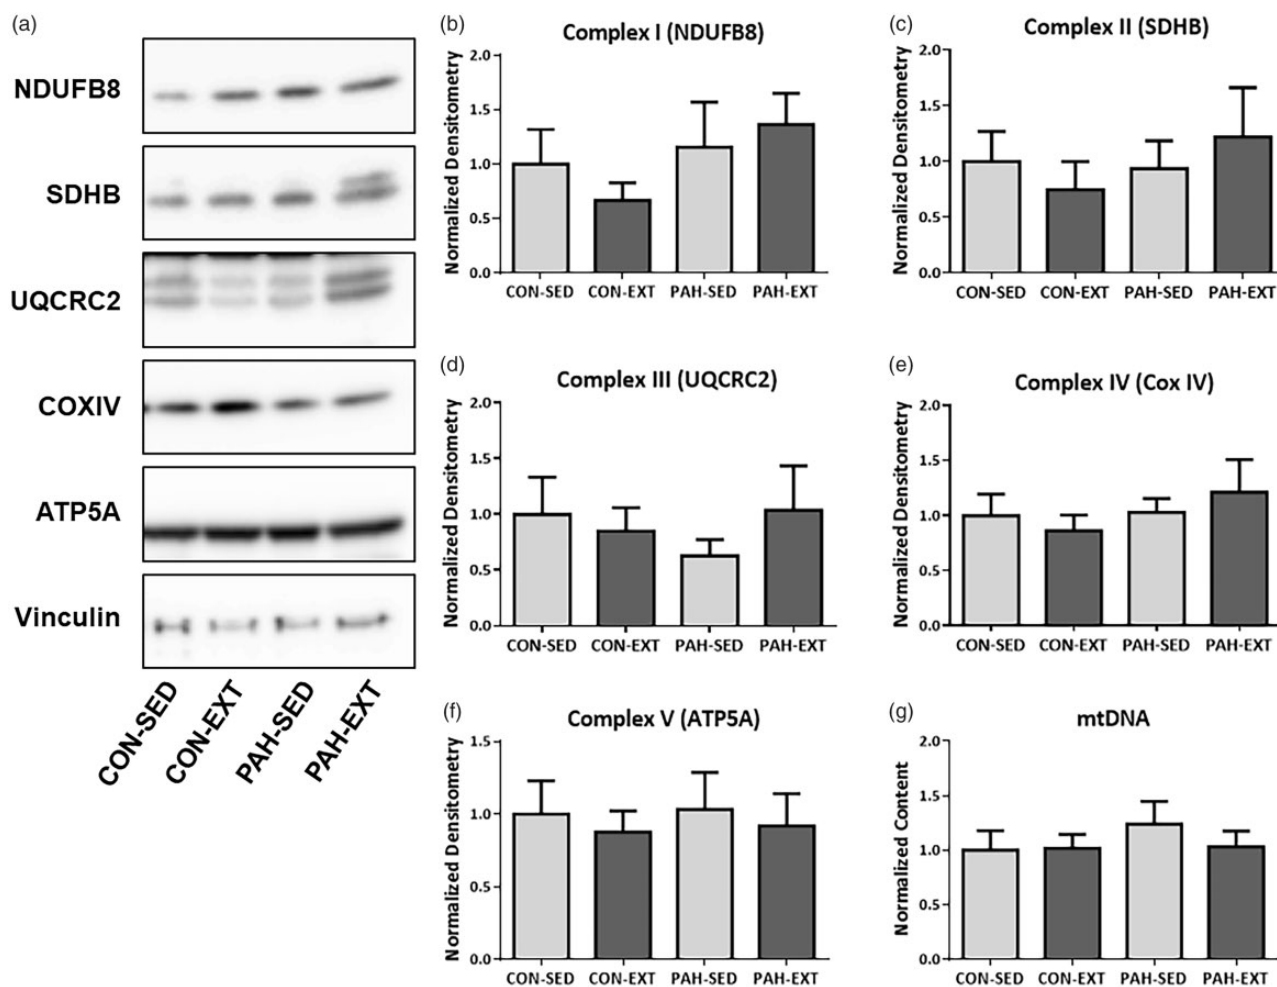 (a)
NDUFB8
SDHB
UQCRC2
COXIV
ATP5A
Vinculin
CON-SED
CON-EXT
PAH-SED
PAH-EXT
(b)
Complex I (NDUFB8)
Normalized Densitometry
2.0
1.5
1.0
0.5
0.0
CON-SED CON-EXT PAH-SED PAH-EXT
(c)
Complex II (SDHB)
Normalized Densitometry
2.0
1.5
1.0
0.5
0.0
CON-SED CON-EXT PAH-SED PAH-EXT
(d)
Complex III (UQCRC2)
Normalized Densitometry
2.0
1.5
1.0
0.5
0.0
CON-SED CON-EXT PAH-SED PAH-EXT
(e)
Complex IV (Cox IV)
Normalized Densitometry
2.0
1.5
1.0
0.5
0.0
CON-SED CON-EXT PAH-SED PAH-EXT
(f)
Complex V (ATP5A)
Normalized Densitometry
1.5
1.0
0.5
0.0
CON-SED CON-EXT PAH-SED PAH-EXT
(g)
mtDNA
Normalized Content
2.0
1.5
1.0
0.5
0.0
CON-SED CON-EXT PAH-SED PAH-EXT